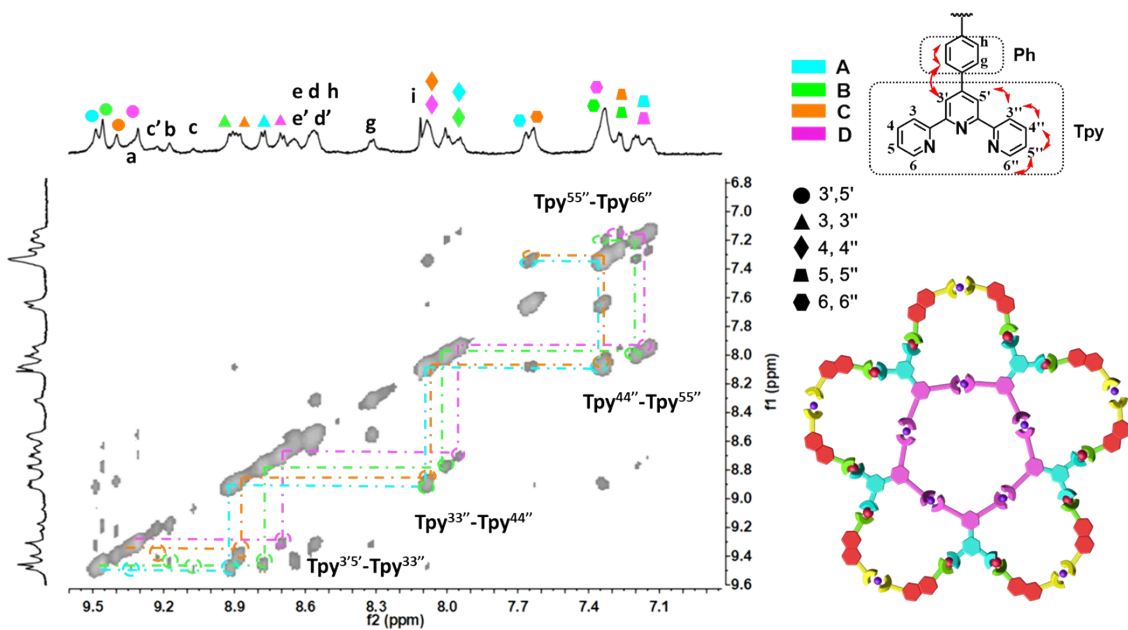 e d h
i
e' d'
c' b c g
a
6.8
7.0
7.2
7.4
7.6
7.8
8.0
8.2
8.4
8.6
8.8
9.0
9.2
9.4
9.6
f1 (ppm)
Tpy55''-Tpy66''
Tpy44''-Tpy55''
Tpy33''-Tpy44''
Tpy3'5'-Tpy33''
9.5 9.2 8.9 8.6 8.3 8.0 7.7 7.4 7.1
f2 (ppm)
A
B
C
D
3',5'
3, 3''
4, 4''
5, 5''
6, 6''
h
g
Ph
3' 5'
3 3''
4 4''
5 5''
6 6''
N N N
Tpy